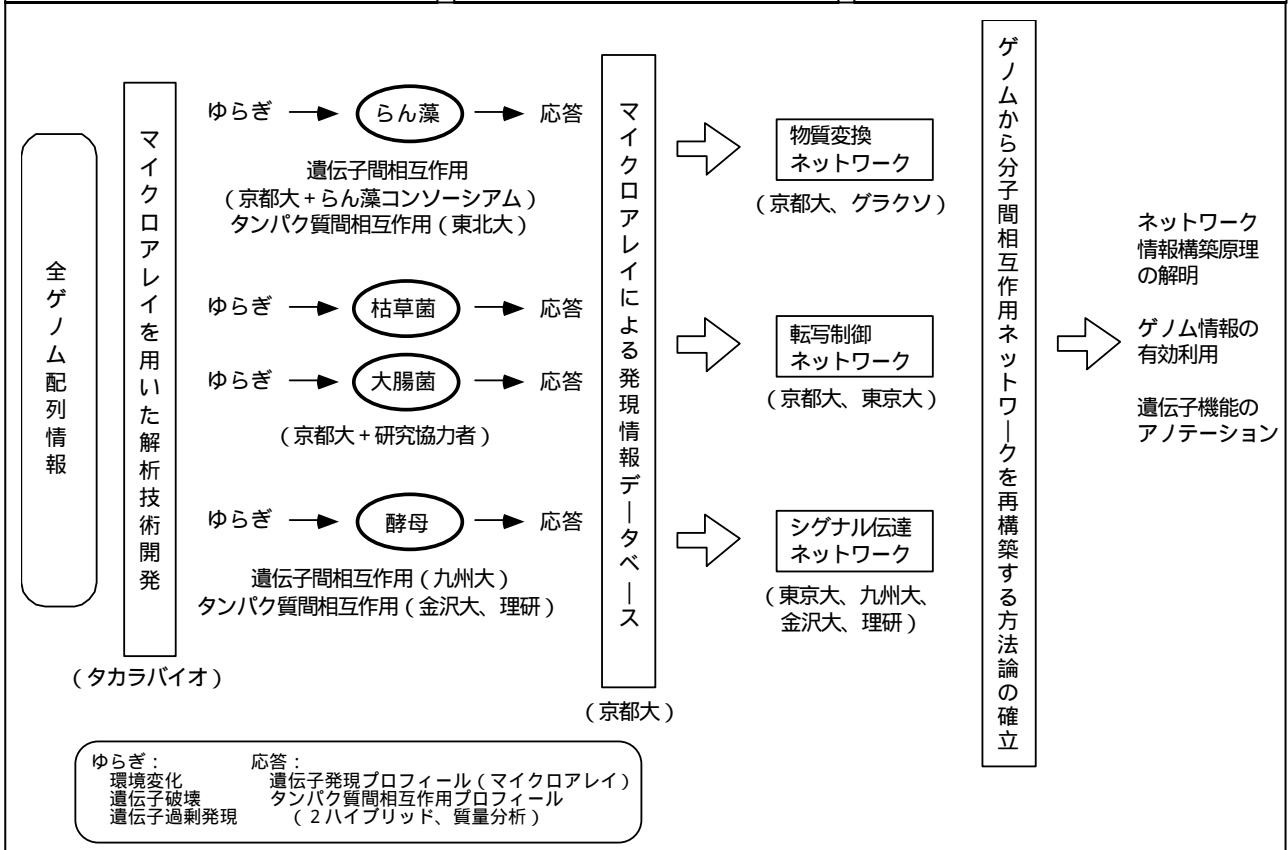 全ゲノム配列情報
マイクロアレイを用いた解析技術開発
(タカラバイオ)
ゆらぎ らん藻 応答
遺伝子間相互作用
(京都大+らん藻コンソーシアム)
タンパク質間相互作用(東北大)
ゆらぎ 枯草菌 応答
ゆらぎ 大腸菌 応答
(京都大+研究協力者)
ゆらぎ 酵母 応答
遺伝子間相互作用(九州大)
タンパク質間相互作用(金沢大、理研)
マイクロアレイによる発現情報データベース
(京都大)
物質変換
ネットワーク
(京都大、グラクソ)
転写制御
ネットワーク
(京都大、東京大)
シグナル伝達
ネットワーク
(東京大、九州大、
金沢大、理研)
ゲノムから分子間相互作用ネットワークを再構築する方法論の確立
ネットワーク
情報構築原理
の解明
ゲノム情報の
有効利用
遺伝子機能の
アノテーション
ゆらぎ:
環境変化
遺伝子破壊
遺伝子過剰発現
応答:
遺伝子発現プロフィール(マイクロアレイ)
タンパク質間相互作用プロフィール
(2ハイブリッド、質量分析)